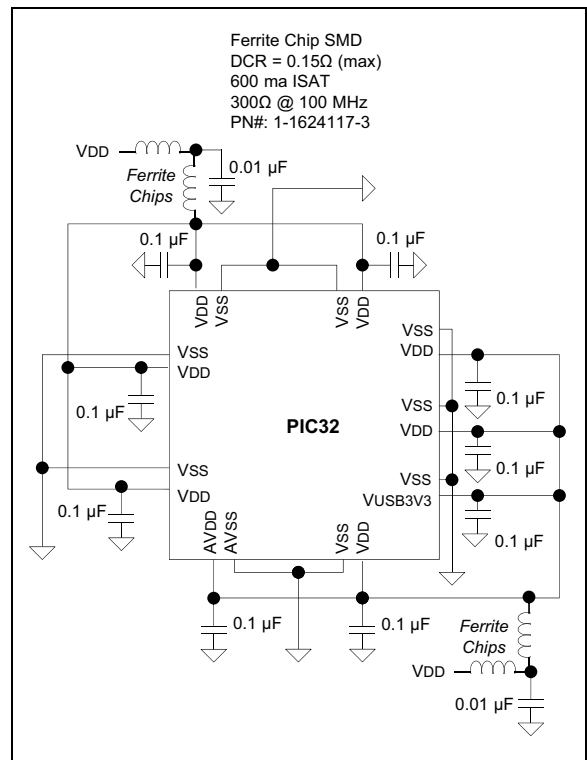 Ferrite Chip SMD
DCR = 0.15Ω (max)
600 ma ISAT
300Ω @ 100 MHz
PN#: 1-1624117-3
VDD
0.01 µF
Ferrite
Chips
0.1 µF
0.1 µF
VDD
VSS
VSS
VDD
VSS
VDD
0.1 µF
VSS
VDD
0.1 µF
PIC32
VSS
VDD
0.1 µF
VSS
VDD
0.1 µF
VSS
VUSB3V3
0.1 µF
AVDD
AVSS
VSS
VDD
0.1 µF
0.1 µF
Ferrite
Chips
VDD
0.01 µF